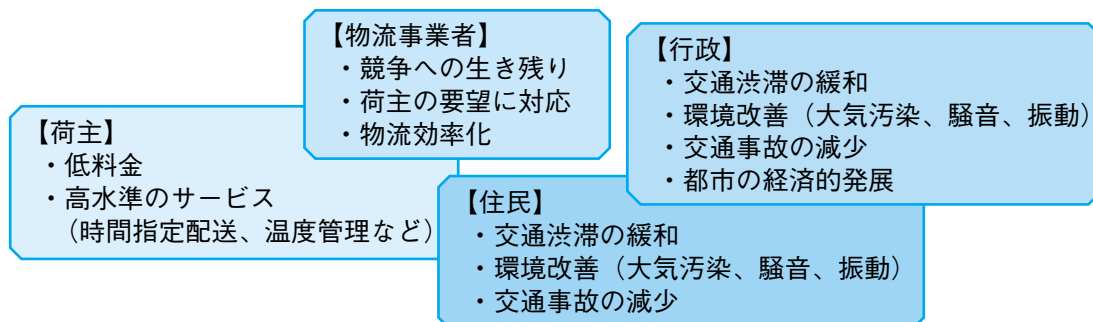 【荷主】
・低料金
・高水準のサービス
（時間指定配送、温度管理など）
【物流事業者】
・競争への生き残り
・荷主の要望に対応
・物流効率化
【住民】
・交通渋滞の緩和
・環境改善（大気汚染、騒音、振動）
・交通事故の減少
【行政】
・交通渋滞の緩和
・環境改善（大気汚染、騒音、振動）
・交通事故の減少
・都市の経済的発展